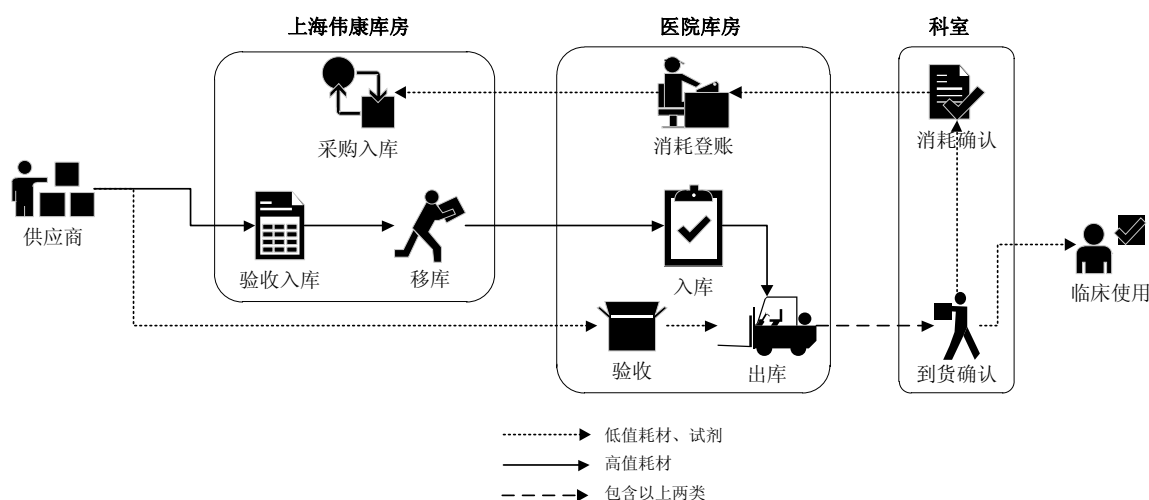 上海伟康库房
医院库房
科室
采购入库
消耗登账
消耗确认
供应商
验收入库
移库
入库
临床使用
验收
出库
到货确认
低值耗材、试剂
高值耗材
包含以上两类